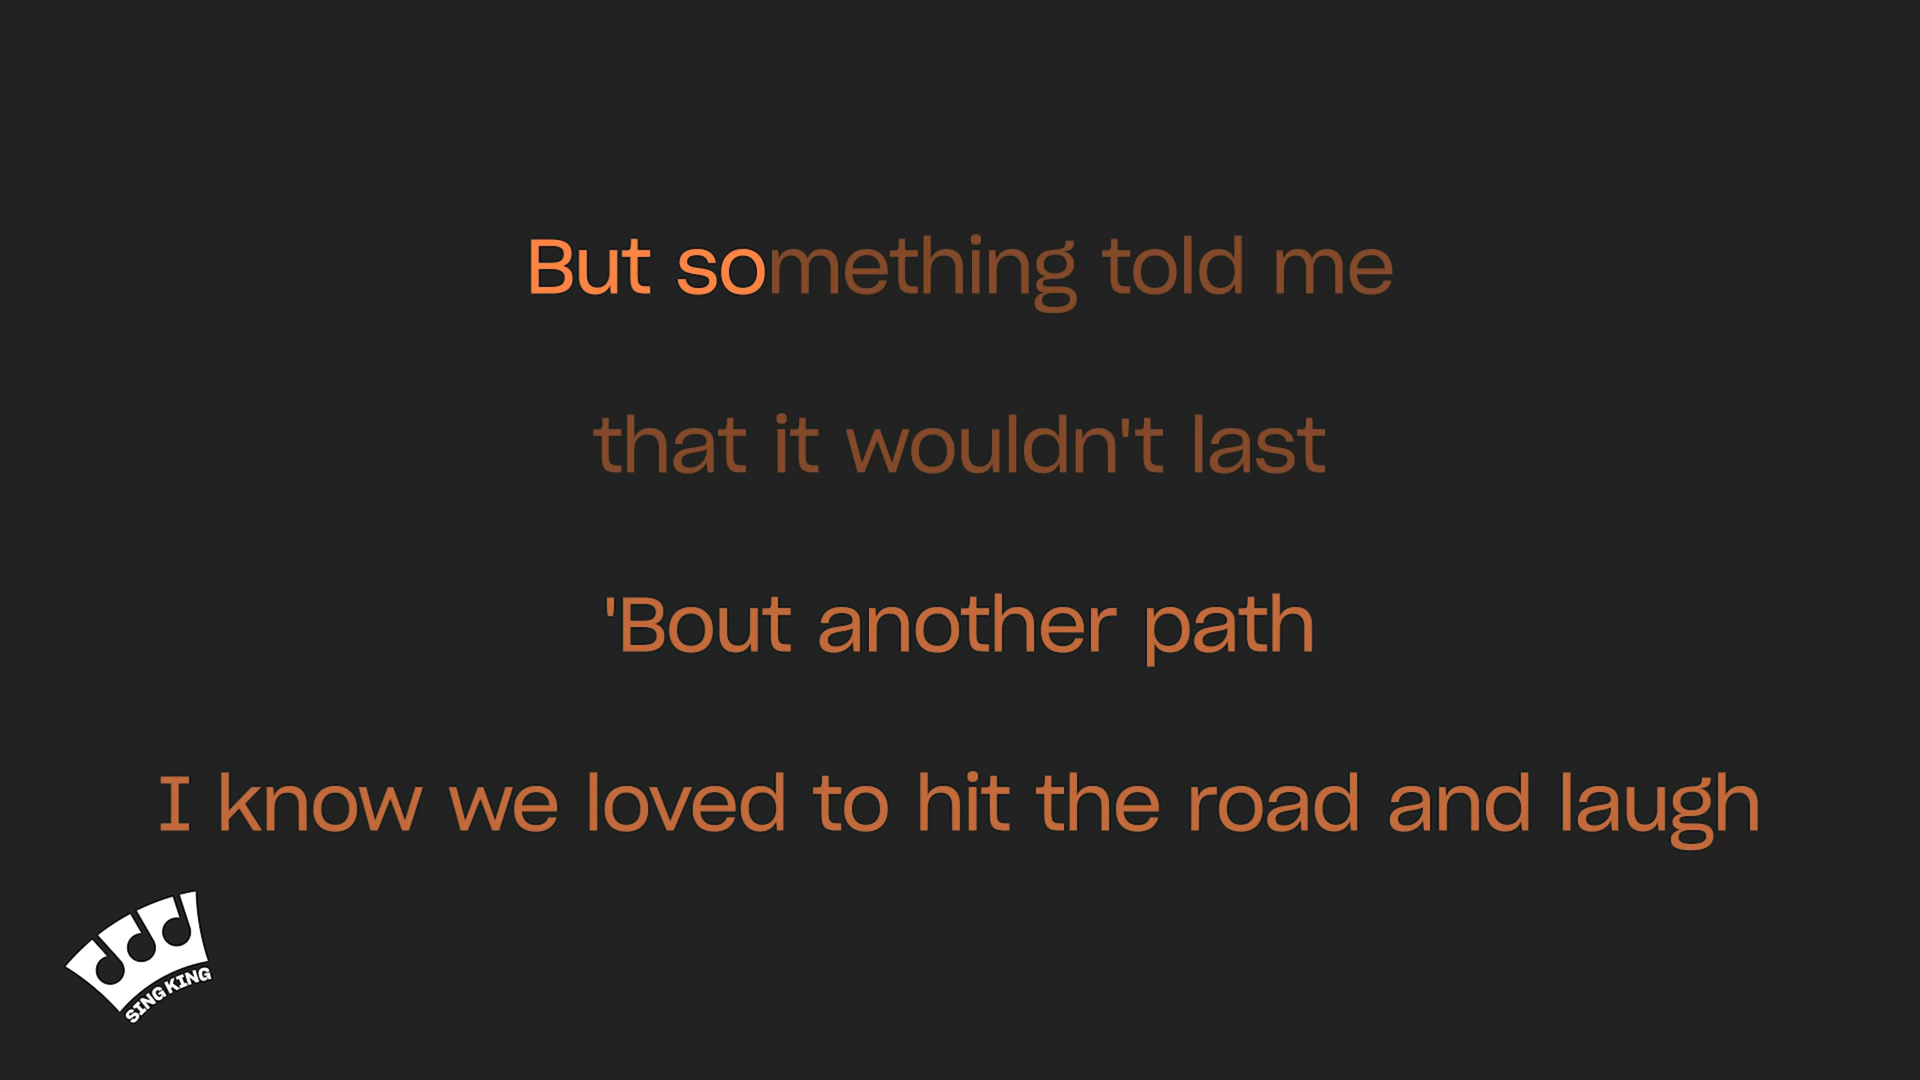 But something told me
that it wouldn't last
'Bout another path
I know we loved to hit the road and laugh
SING KING